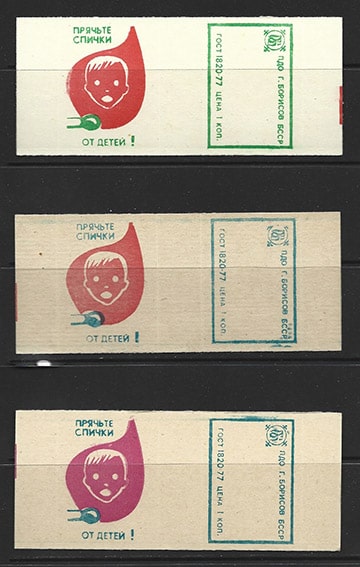 ПРЯЧЬТЕ
СПИЧКИ
ОТ ДЕТЕЙ !
ПДО Г. БОРИСОВ БССР
ГОСТ 1820-77 ЦЕНА 1 КОП.
ПРЯЧЬТЕ
СПИЧКИ
ОТ ДЕТЕЙ !
ПДО Г. БОРИСОВ БССР
ГОСТ 1820-77 ЦЕНА 1 КОП.
ПРЯЧЬТЕ
СПИЧКИ
ОТ ДЕТЕЙ !
ПДО Г. БОРИСОВ БССР
ГОСТ 1820-77 ЦЕНА 1 КОП.